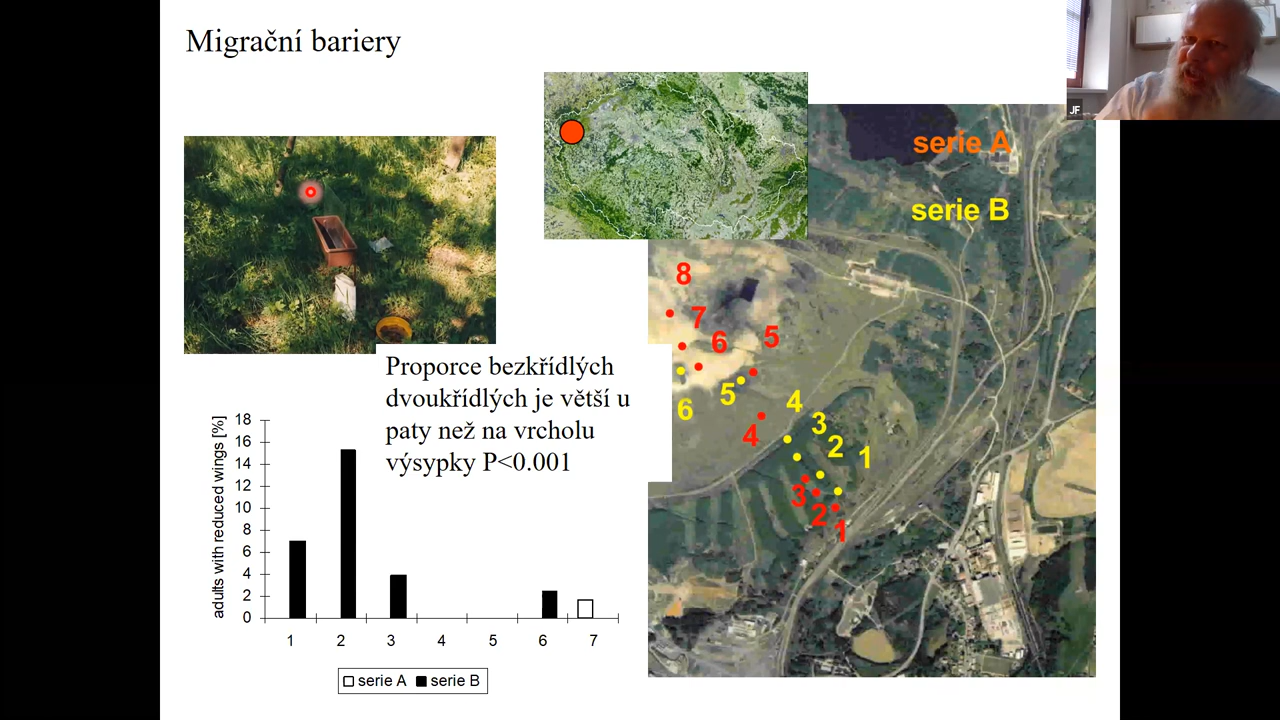 Migrační bariery
JF
serie A
serie B
8
7
6
5
6
5
4
4
3
2
1
3
2
1
Proporce bezkřídlých
dvoukřídlých je větší u
paty než na vrcholu
výsypky P<0.001
adults with reduced wings [%]
18
16
14
12
10
8
6
4
2
0
1 2 3 4 5 6 7
serie A serie B